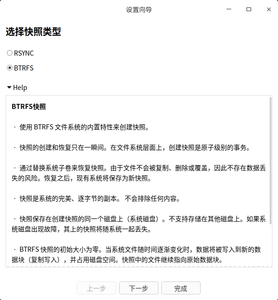 设置向导
选择快照类型
RSYNC
BTRFS
Help
BTRFS快照
· 使用 BTRFS 文件系统的内置特性来创建快照。
· 快照的创建和恢复只在一瞬间。在文件系统层面上，创建快照是原子级别的事务。
· 通过替换系统子卷来恢复快照。由于文件不会被复制、删除或覆盖，因此不存在数据丢
失的风险。恢复之后，现有系统将保存为新快照。
· 快照是系统的完美、逐字节的副本。不会排除任何内容。
· 快照保存在创建快照的同一个磁盘上（系统磁盘）。不支持存储在其他磁盘上。如果系
统磁盘出现故障，其上的快照将随系统一起丢失。
· BTRFS 快照的初始大小为零。当系统文件随时间逐渐变化时，数据将被写入到新的数
据块（复制写入），并占用磁盘空间。快照中的文件继续指向原始数据块。
上一步
下一步
完成